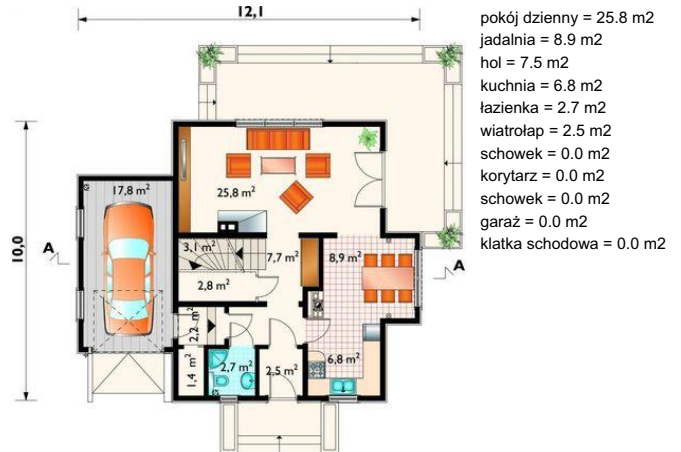 12,1
pokój dzienny = 25.8 m2
jadalnia = 8.9 m2
hol = 7.5 m2
kuchnia = 6.8 m2
łazienka = 2.7 m2
wiatrołap = 2.5 m2
schowek = 0.0 m2
korytarz = 0.0 m2
schowek = 0.0 m2
garaż = 0.0 m2
klatka schodowa = 0.0 m2
10,0
17,8 m²
25,8 m²
A
3,1 m²
7,7 m²
8,9 m²
A
2,8 m²
2,2 m²
1,4 m²
2,7 m²
2,5 m²
6,8 m²